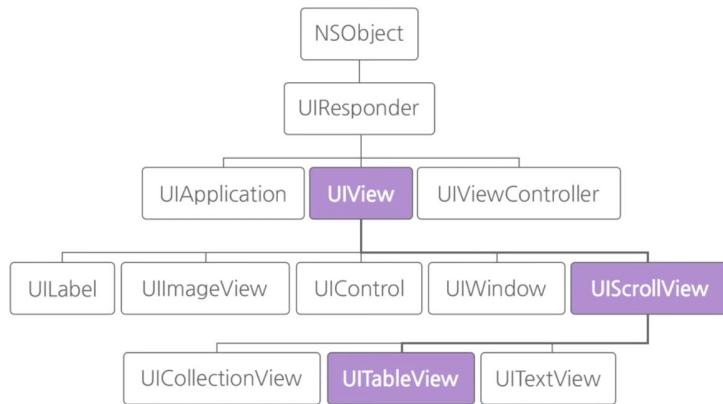 NSObject
UIResponder
UIApplication UIView UIViewController
UILabel UIImageView UIControl UIWindow UIScrollView
UICollectionView UITableView UITextView